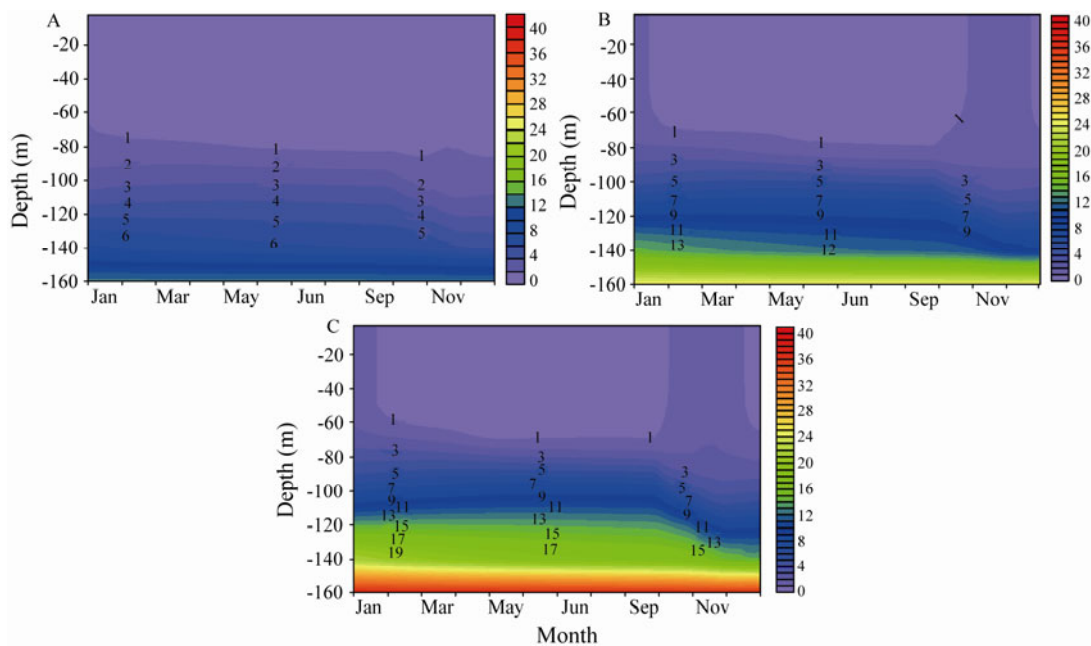 A
Depth (m)
-20
-40
-60
-80
-100
-120
-140
-160
1 1 1
2 2 2
3 3 3
4 4 4
5 5 5
6 6
Jan Mar May Jun Sep Nov
40
36
32
28
24
20
16
12
8
4
0
B
Depth (m)
-20
-40
-60
-80
-100
-120
-140
-160
1 1 1
3 3 3
5 5 5
7 7 7
9 9 9
11 11
13 12
Jan Mar May Jun Sep Nov
40
36
32
28
24
20
16
12
8
4
0
C
Depth (m)
-20
-40
-60
-80
-100
-120
-140
-160
1 1 1
3 3 3
5 5 5
7 7 7
9 9 9
11 11 11
13 13 13
15 15 15
17 17
19
Jan Mar May Jun Sep Nov
40
36
32
28
24
20
16
12
8
4
0
Month